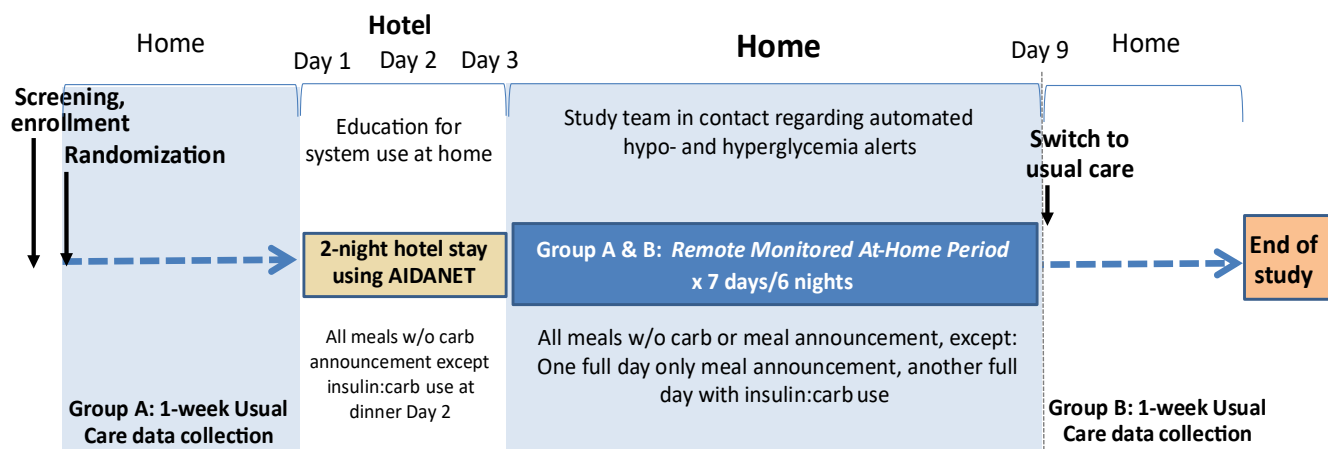 Home
Hotel
Day 1
Day 2
Day 3
Home
Day 9
Home
Screening,
enrollment
Randomization
Education for
system use at home
Study team in contact regarding automated
hypo- and hyperglycemia alerts
Switch to
usual care
2-night hotel stay
using AIDANET
Group A & B: Remote Monitored At-Home Period
x 7 days/6 nights
End of
study
All meals w/o carb
announcement except
insulin:carb use at
dinner Day 2
All meals w/o carb or meal announcement, except:
One full day only meal announcement, another full
day with insulin:carb use
Group A: 1-week Usual
Care data collection
Group B: 1-week Usual
Care data collection